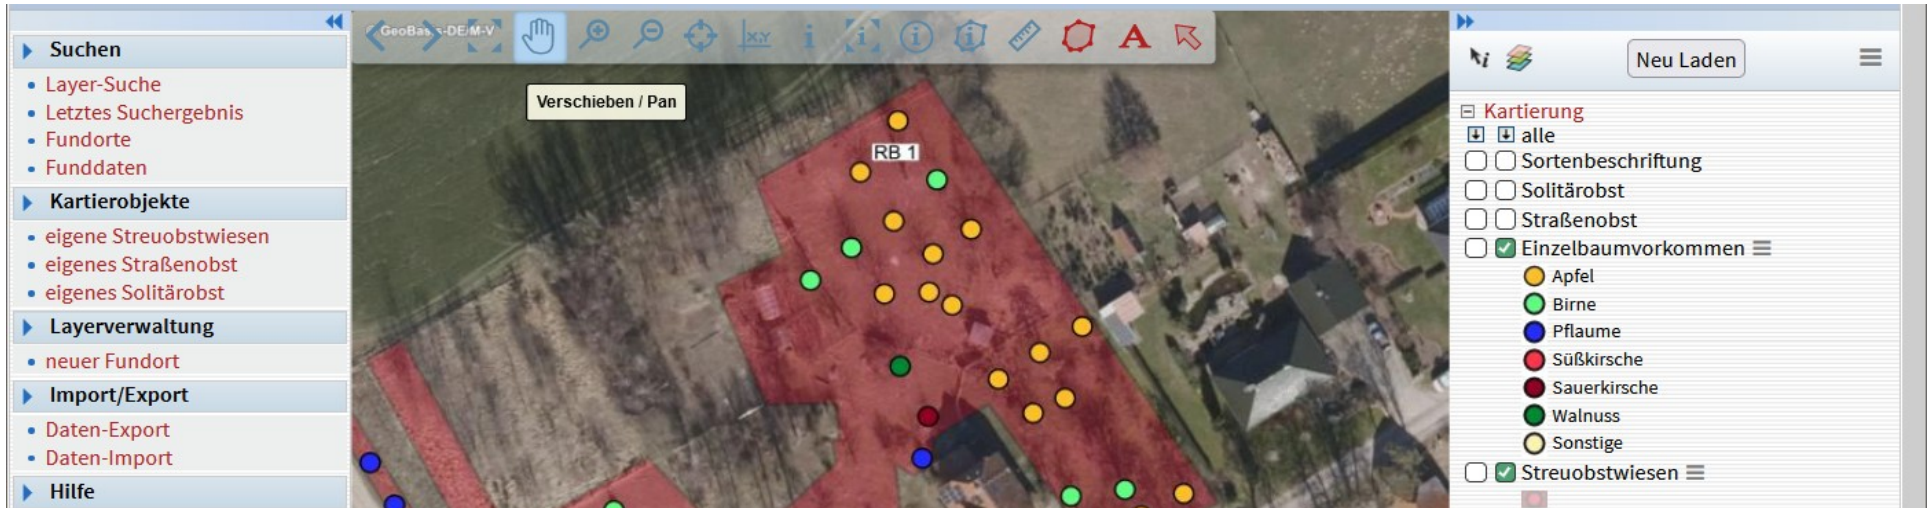 Suchen
Layer-Suche
Letztes Suchergebnis
Fundorte
Funddaten
Kartierobjekte
eigene Streuobstwiesen
eigenes Straßenobst
eigenes Solitärobst
Layerverwaltung
neuer Fundort
Import/Export
Daten-Export
Daten-Import
Hilfe
GeoBasis-DE/M-V
x,y
i
i
i
i
A
Verschieben / Pan
RB 1
i
Neu Laden
Kartierung
alle
Sortenbeschriftung
Solitärobst
Straßenobst
Einzelbaumvorkommen
Apfel
Birne
Pflaume
Süßkirsche
Sauerkirsche
Walnuss
Sonstige
Streuobstwiesen